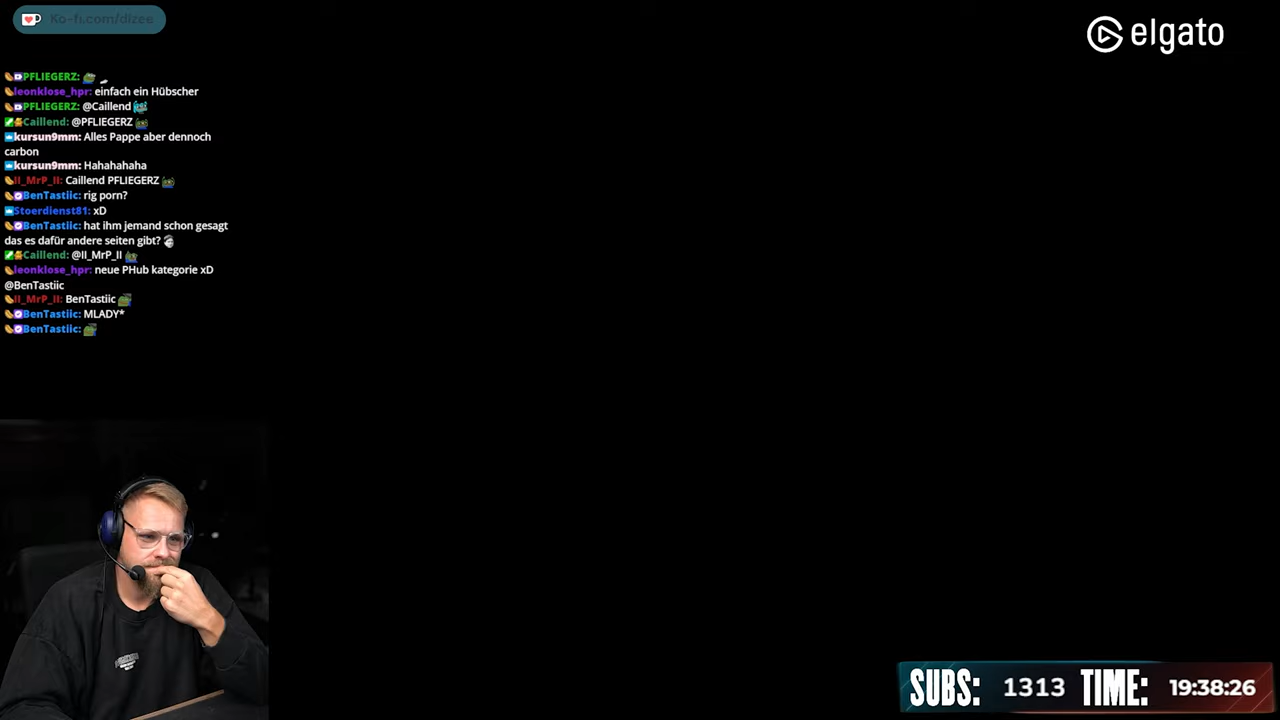 Ko-fi.com/dizee
elgato
PFLIEGERZ:
leonklose_hpr: einfach ein Hübscher
PFLIEGERZ: @Caillend
Caillend: @PFLIEGERZ
kursun9mm: Alles Pappe aber dennoch
carbon
kursun9mm: Hahahahaha
II_MrP_II: Caillend PFLIEGERZ
BenTastiic: rig porn?
Stoerdienst81: xD
BenTastiic: hat ihm jemand schon gesagt
das es dafür andere seiten gibt?
Caillend: @II_MrP_II
leonklose_hpr: neue PHub kategorie xD
@BenTastiic
II_MrP_II: BenTastiic
BenTastiic: MLADY*
BenTastiic:
SUBS: 1313 TIME: 19:38:26